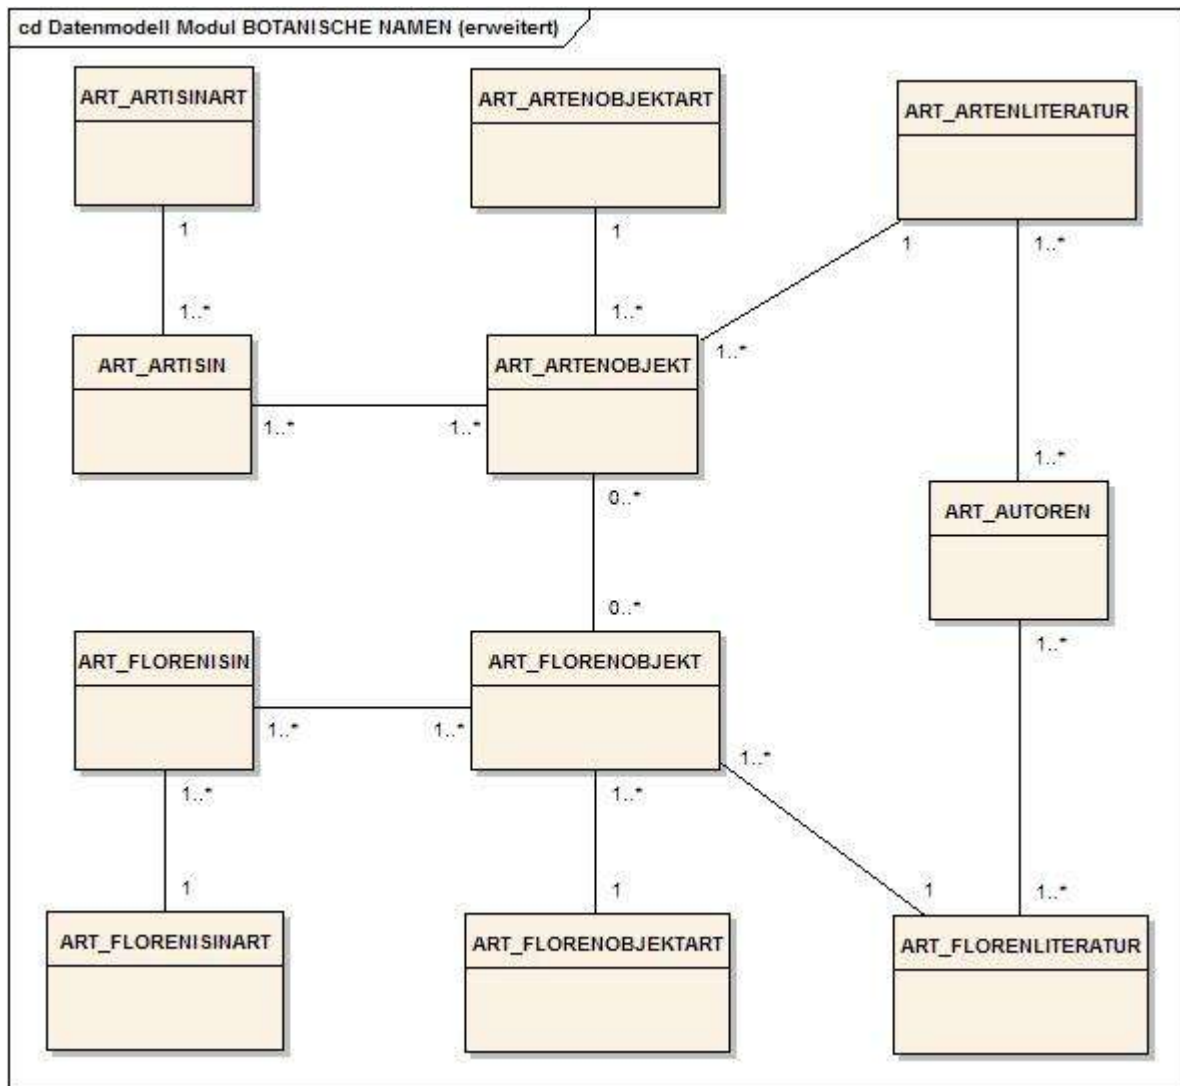 cd Datenmodell Modul BOTANISCHE NAMEN (erweitert)
ART_ARTISINART
ART_ARTENOBJEKTART
ART_ARTENLITERATUR
1
1
1
1..*
1..*
1..*
1..*
ART_ARTISIN
ART_ARTENOBJEKT
1..*
1..*
0..*
1..*
ART_AUTOREN
0..*
1..*
ART_FLORENISIN
ART_FLORENOBJEKT
1..*
1..*
1..*
1..*
1..*
1
1
1
1..*
ART_FLORENISINART
ART_FLORENOBJEKTART
ART_FLORENLITERATUR